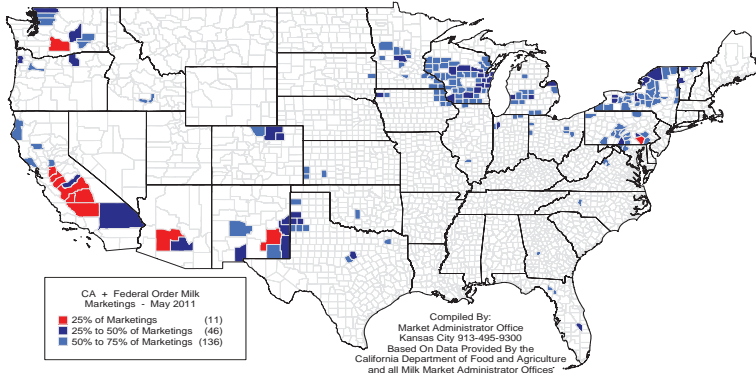 CA + Federal Order Milk
Marketings - May 2011
25% of Marketings (11)
25% to 50% of Marketings (46)
50% to 75% of Marketings (136)
Compiled By:
Market Administrator Office
Kansas City 913-495-9300
Based On Data Provided By the
California Department of Food and Agriculture
and all Milk Market Administrator Offices'